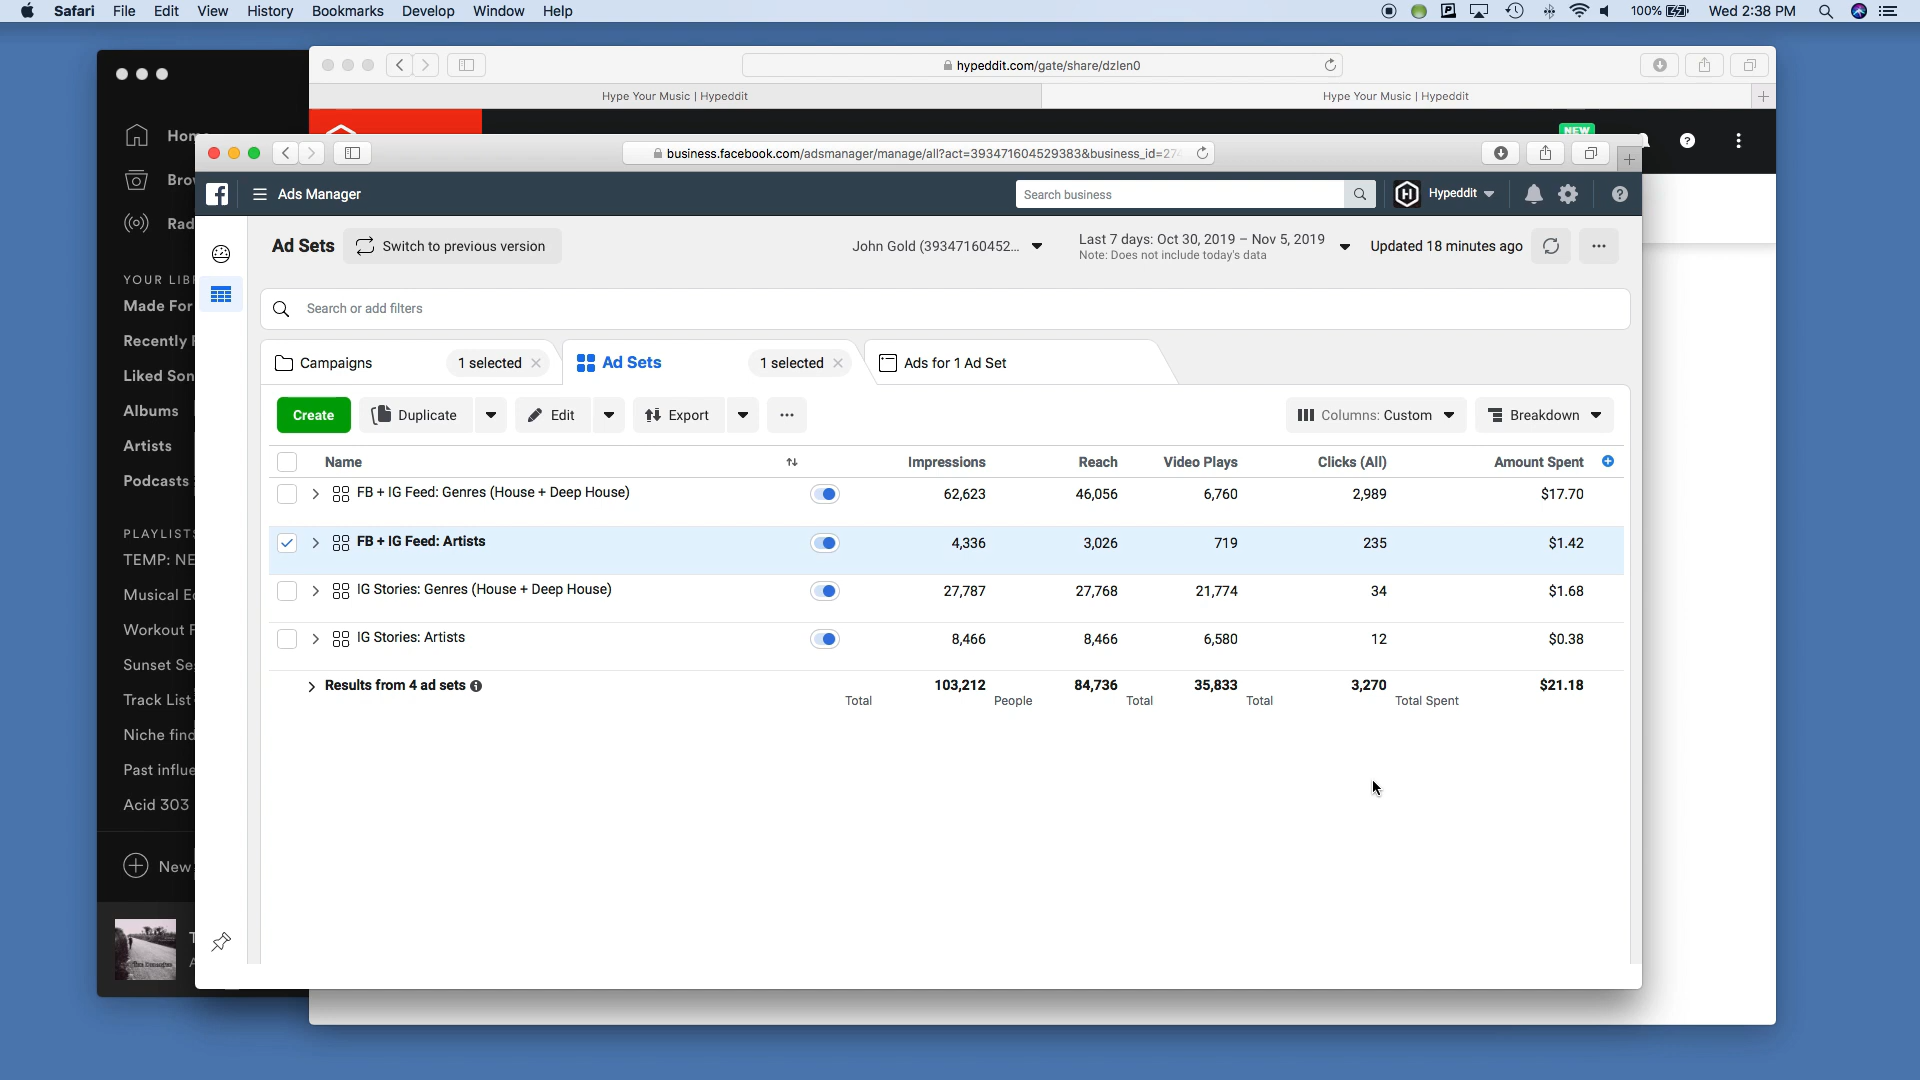 Safari File Edit View History Bookmarks Develop Window Help
100% Wed 2:38 PM
hypeddit.com/gate/share/dzlen0
Hype Your Music | Hypeddit
Hype Your Music | Hypeddit
NEW
business.facebook.com/adsmanager/manage/all?act=393471604529383&business_id=27
Ads Manager
Search business
Hypeddit
YOUR
Made For
Recently
Liked
Albums
Artists
Podcasts
PLAYLISTS
TEMP:
Musical
Workout
Sunset
Track List
Niche
Past
Acid 303
New
Ad Sets
Switch to previous version
John Gold (39347160452...
Last 7 days: Oct 30, 2019 – Nov 5, 2019
Note: Does not include today's data
Updated 18 minutes ago
Search or add filters
Campaigns
1 selected
Ad Sets
1 selected
Ads for 1 Ad Set
Create
Duplicate
Edit
Export
Columns: Custom
Breakdown
Name Impressions Reach Video Plays Clicks (All) Amount Spent
FB + IG Feed: Genres (House + Deep House) 62,623 46,056 6,760 2,989 $17.70
FB + IG Feed: Artists 4,336 3,026 719 235 $1.42
IG Stories: Genres (House + Deep House) 27,787 27,768 21,774 34 $1.68
IG Stories: Artists 8,466 8,466 6,580 12 $0.38
Results from 4 ad sets 103,212 84,736 35,833 3,270 $21.18
Total People Total Total Total Spent